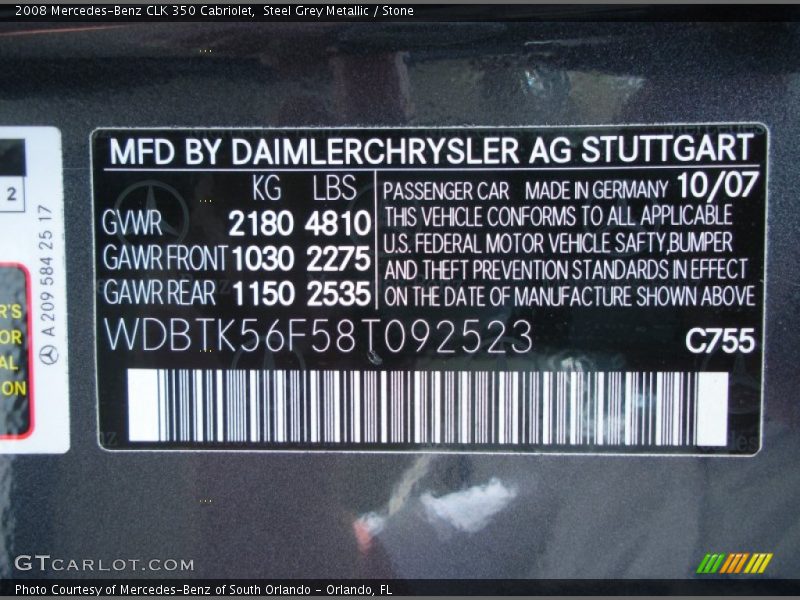 2008 Mercedes-Benz CLK 350 Cabriolet, Steel Grey Metallic / Stone
2
A 209 584 25 17
R'S
OR
AL
ON
MFD BY DAIMLERCHRYSLER AG STUTTGART
KG LBS
GVWR 2180 4810
GAWR FRONT 1030 2275
GAWR REAR 1150 2535
PASSENGER CAR MADE IN GERMANY 10/07
THIS VEHICLE CONFORMS TO ALL APPLICABLE
U.S. FEDERAL MOTOR VEHICLE SAFTY,BUMPER
AND THEFT PREVENTION STANDARDS IN EFFECT
ON THE DATE OF MANUFACTURE SHOWN ABOVE
WDBTK56F58T092523
C755
GTCARLOT.COM
Photo Courtesy of Mercedes-Benz of South Orlando - Orlando, FL